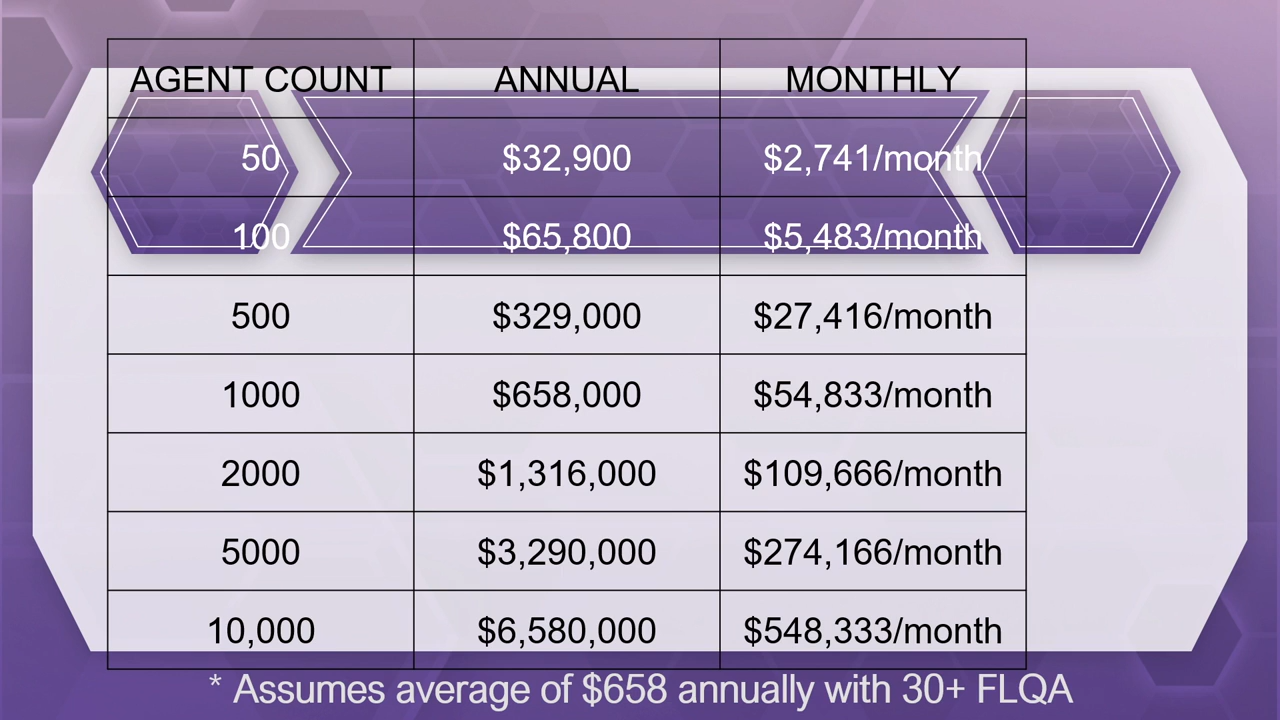 AGENT COUNT ANNUAL MONTHLY
50 $32,900 $2,741/month
100 $65,800 $5,483/month
500 $329,000 $27,416/month
1000 $658,000 $54,833/month
2000 $1,316,000 $109,666/month
5000 $3,290,000 $274,166/month
10,000 $6,580,000 $548,333/month
* Assumes average of $658 annually with 30+ FLQA